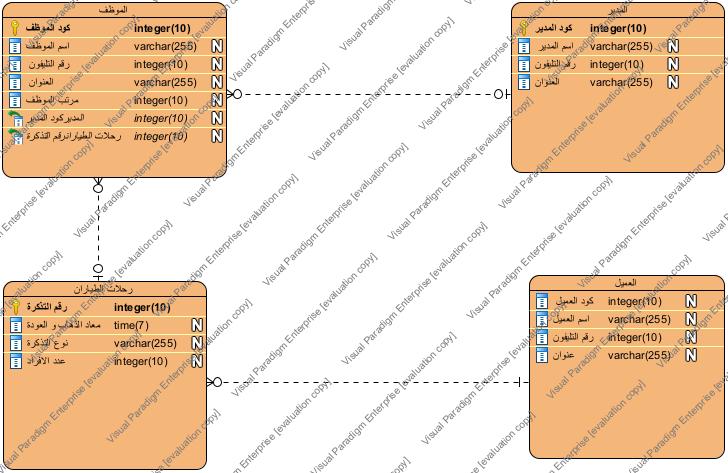 الموظف
كود الموظف integer(10)
اسم الموظف varchar(255) N
رقم التليفون integer(10) N
العنوان varchar(255) N
مرتب الموظف integer(10) N
المديركود المدير integer(10) N
رحلات الطيرانرقم التذكرة integer(10) N
المدير
كود المدير integer(10)
اسم المدير varchar(255) N
رقم التليفون integer(10) N
العنوان varchar(255) N
رحلات الطياران
رقم التذكرة integer(10)
معاد الذهاب و العودة time(7) N
نوع التذكرة varchar(255) N
عدد الافراد integer(10) N
العميل
كود العميل integer(10) N
اسم العميل varchar(255) N
رقم التليفون integer(10) N
عنوان varchar(255) N
Visual Paradigm Enterprise [evaluation copy]